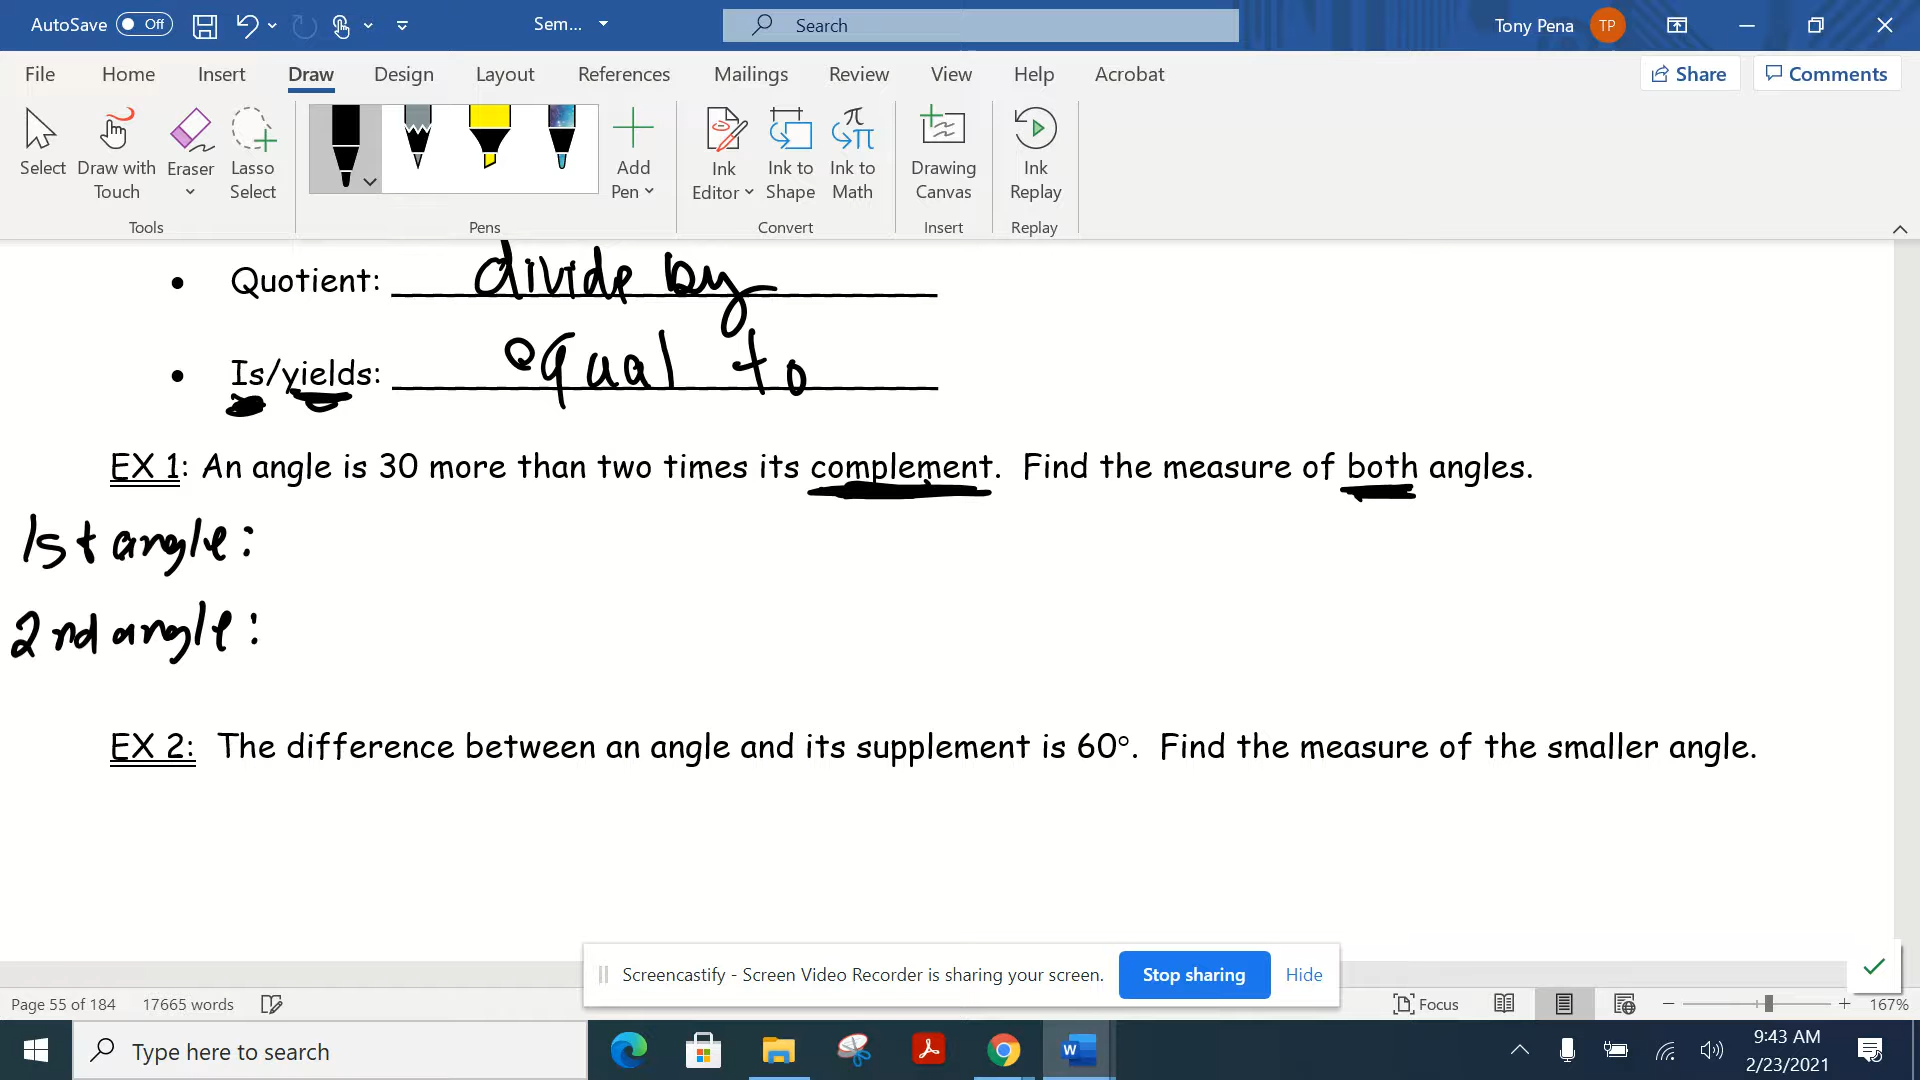 AutoSave Off Sem... Search Tony Pena TP
File Home Insert Draw Design Layout References Mailings Review View Help Acrobat Share Comments
Select Draw with Touch Eraser Lasso Select Add Pen Ink Editor Ink to Shape Ink to Math Drawing Canvas Ink Replay
Tools Pens Convert Insert Replay
• Quotient: divide by
• Is/yields: equal to
EX 1: An angle is 30 more than two times its complement. Find the measure of both angles.
1st angle:
2nd angle:
EX 2: The difference between an angle and its supplement is 60°. Find the measure of the smaller angle.
Screencastify - Screen Video Recorder is sharing your screen. Stop sharing Hide
Page 55 of 184 17665 words Focus 167%
Type here to search 9:43 AM
2/23/2021